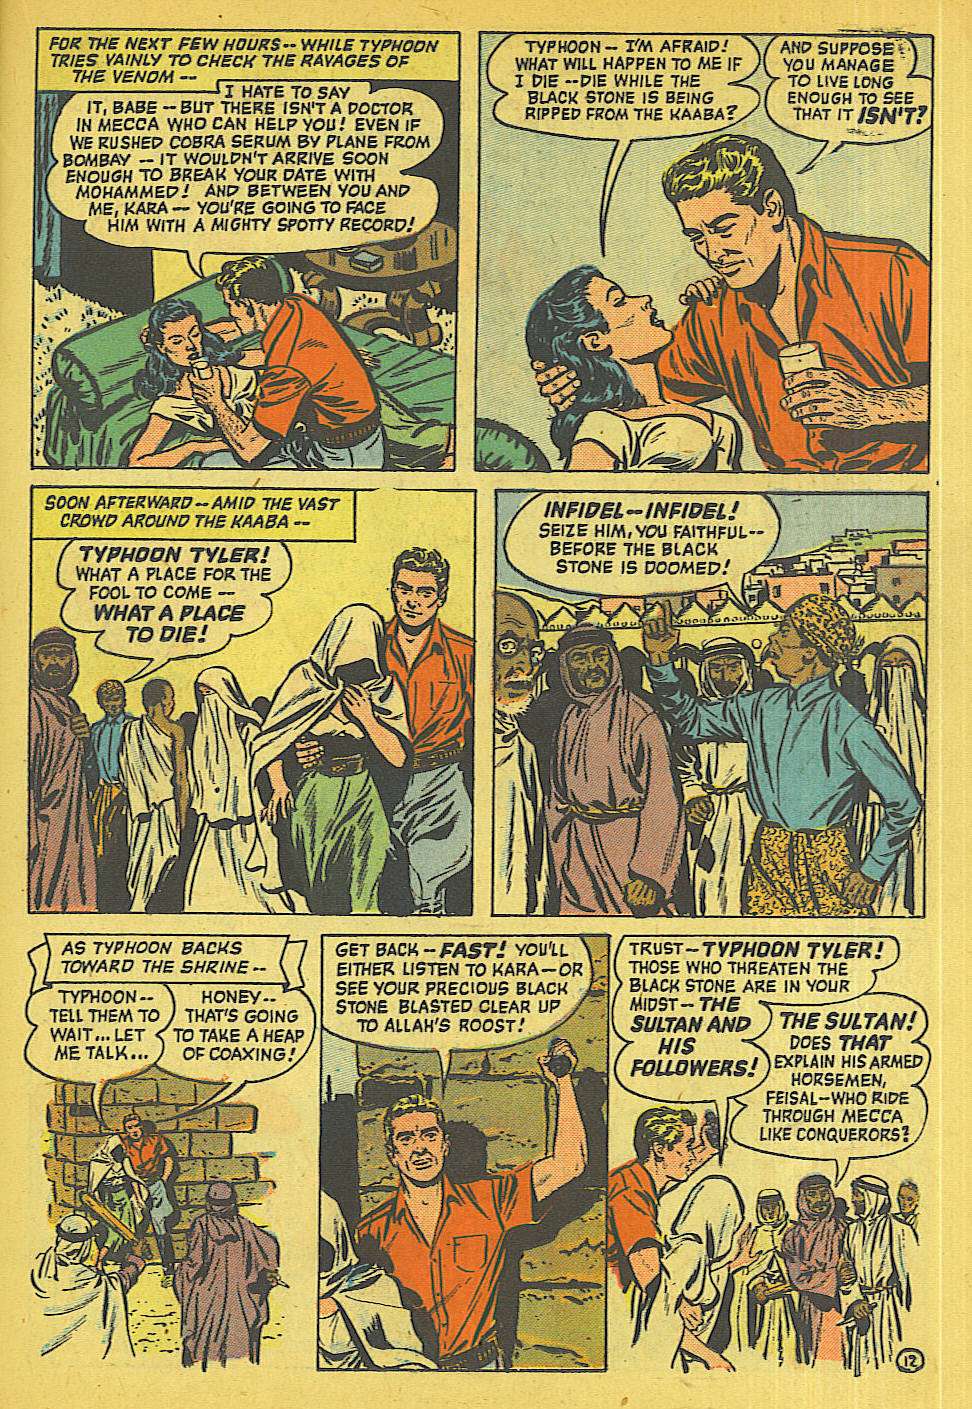 FOR THE NEXT FEW HOURS-- WHILE TYPHOON
TRIES VAINLY TO CHECK THE RAVAGES OF
THE VENOM --
I HATE TO SAY
IT, BABE -- BUT THERE ISN'T A DOCTOR
IN MECCA WHO CAN HELP YOU! EVEN IF
WE RUSHED COBRA SERUM BY PLANE FROM
BOMBAY -- IT WOULDN'T ARRIVE SOON
ENOUGH TO BREAK YOUR DATE WITH
MOHAMMED! AND BETWEEN YOU AND
ME, KARA -- YOU'RE GOING TO FACE
HIM WITH A MIGHTY SPOTTY RECORD!
TYPHOON -- I'M AFRAID!
WHAT WILL HAPPEN TO ME IF
I DIE -- DIE WHILE THE
BLACK STONE IS BEING
RIPPED FROM THE KAABA?
AND SUPPOSE
YOU MANAGE
TO LIVE LONG
ENOUGH TO SEE
THAT IT ISN'T?
SOON AFTERWARD -- AMID THE VAST
CROWD AROUND THE KAABA --
TYPHOON TYLER!
WHAT A PLACE FOR THE
FOOL TO COME --
WHAT A PLACE
TO DIE!
INFIDEL -- INFIDEL!
SEIZE HIM, YOU FAITHFUL --
BEFORE THE BLACK
STONE IS DOOMED!
AS TYPHOON BACKS
TOWARD THE SHRINE --
TYPHOON --
TELL THEM TO
WAIT... LET
ME TALK...
HONEY --
THAT'S GOING
TO TAKE A HEAP
OF COAXING!
GET BACK -- FAST! YOU'LL
EITHER LISTEN TO KARA -- OR
SEE YOUR PRECIOUS BLACK
STONE BLASTED CLEAR UP
TO ALLAH'S ROOST!
TRUST -- TYPHOON TYLER!
THOSE WHO THREATEN THE
BLACK STONE ARE IN YOUR
MIDST -- THE
SULTAN AND
HIS
FOLLOWERS!
THE SULTAN!
DOES THAT
EXPLAIN HIS ARMED
HORSEMEN,
FEISAL -- WHO RIDE
THROUGH MECCA
LIKE CONQUERORS?
12